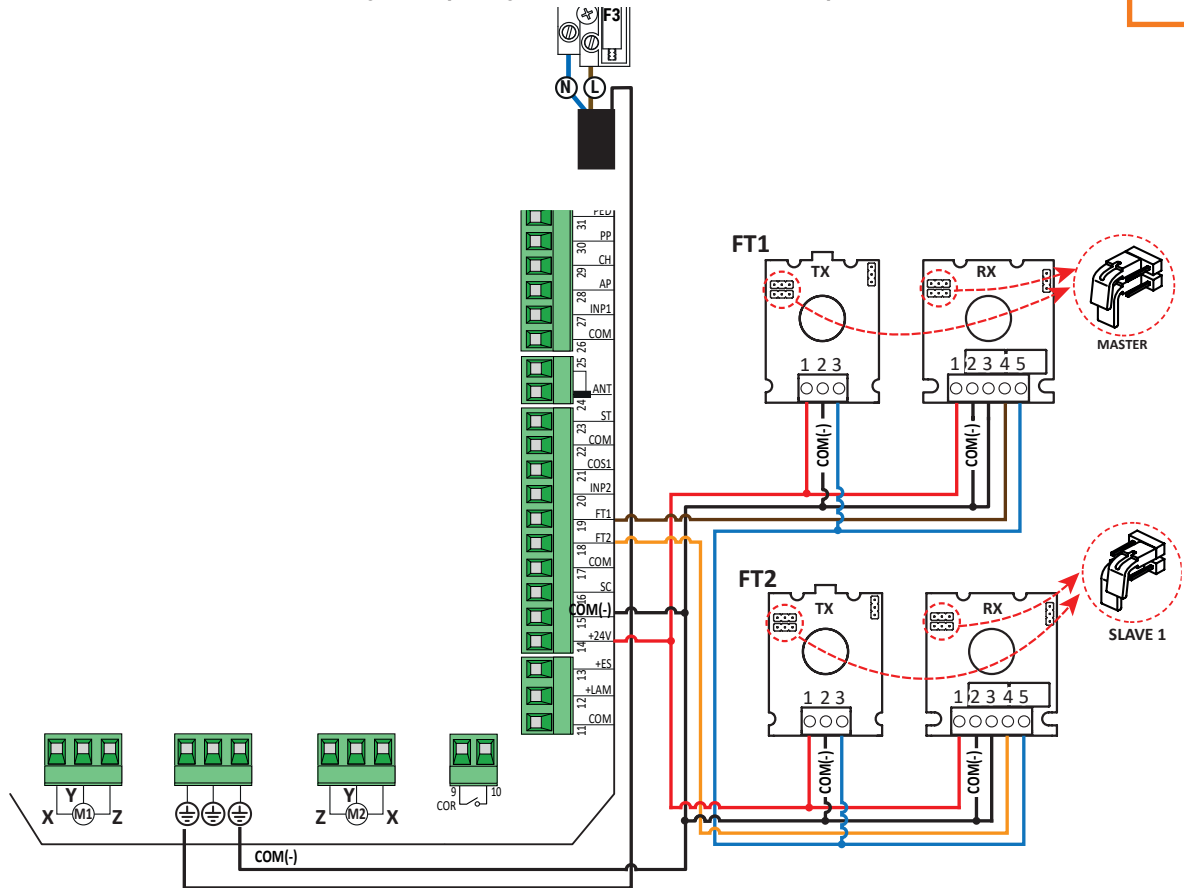 F3
N L
PED
31
PP
30
CH
29
AP
28
INP1
27
COM
26
25
ANT
24
ST
23
COM
22
COS1
21
INP2
20
FT1
19
FT2
18
COM
17
SC
16
COM(-)
15
+24V
14
+ES
13
+LAM
12
COM
11
FT1
TX
1 2 3
COM(-)
RX
1 2 3 4 5
COM(-)
MASTER
FT2
TX
1 2 3
COM(-)
RX
1 2 3 4 5
COM(-)
SLAVE 1
X Y M1 Z
Z Y M2 X
9 10
COR
COM(-)